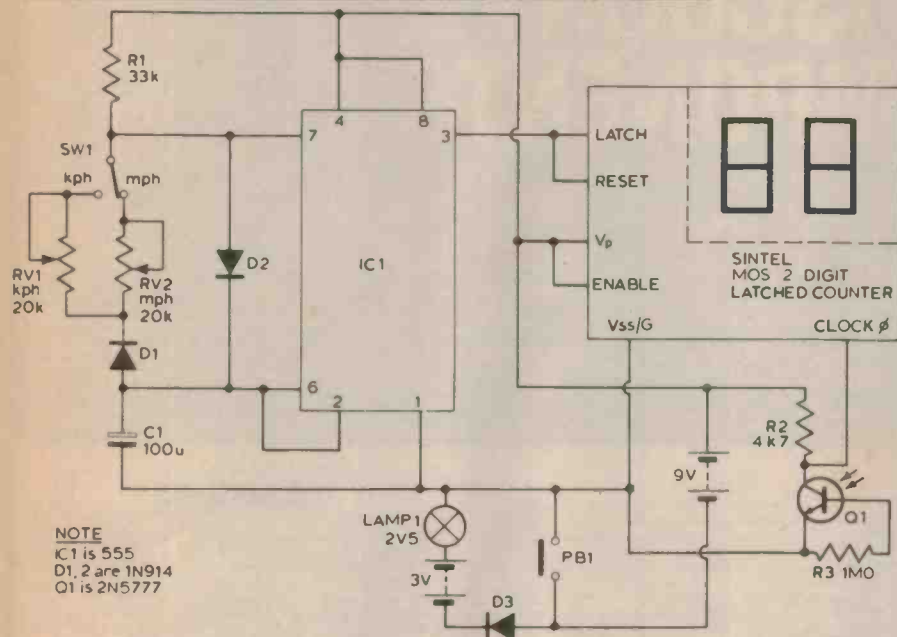 R1
33k
SW1
kph
mph
RV1
kph
20k
RV2
mph
20k
D1
D2
C1
100u
7
4
8
3
IC1
6
2
1
LATCH
RESET
Vp
ENABLE
Vss/G
CLOCK ø
SINTEL
MOS 2 DIGIT
LATCHED COUNTER
88
R2
4k7
9V
Q1
R3 1M0
LAMP1
2V5
3V
PB1
D3
NOTE
IC1 is 555
D1, 2 are 1N914
Q1 is 2N5777